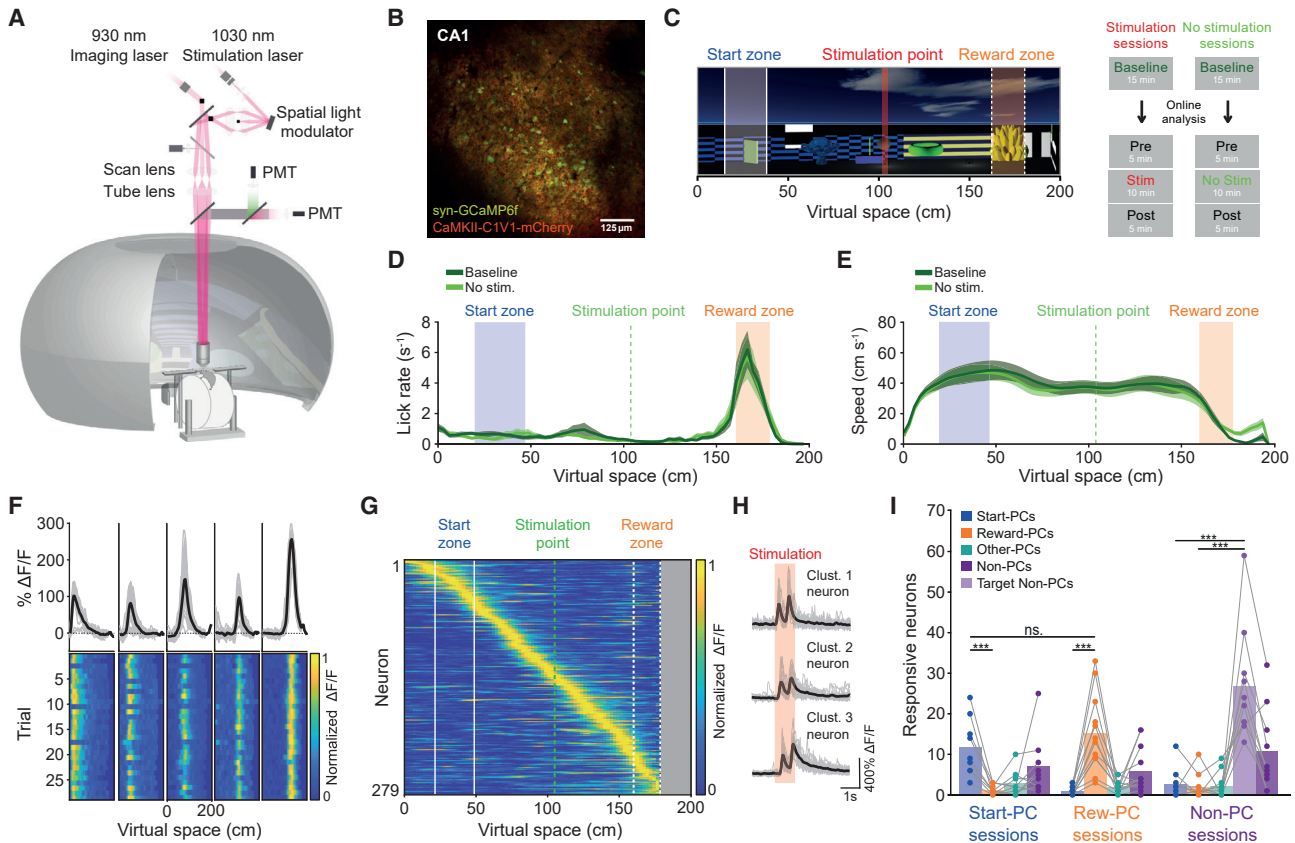 A
930 nm
Imaging laser
1030 nm
Stimulation laser
Spatial light
modulator
Scan lens
Tube lens
PMT
PMT
B
CA1
syn-GCaMP6f
CaMKII-C1V1-mCherry
125 µm
C
Start zone
Stimulation point
Reward zone
0
50
100
150
200
Virtual space (cm)
Stimulation
sessions
No stimulation
sessions
Baseline
15 min
Baseline
15 min
Online
analysis
Pre
5 min
Pre
5 min
Stim
10 min
No Stim
10 min
Post
5 min
Post
5 min
D
Baseline
No stim.
Start zone
Stimulation point
Reward zone
Lick rate (s⁻¹)
8
6
4
2
0
0
50
100
150
200
Virtual space (cm)
E
Baseline
No stim.
Start zone
Stimulation point
Reward zone
Speed (cm s⁻¹)
80
60
40
20
0
0
50
100
150
200
Virtual space (cm)
F
% ΔF/F
300
200
100
0
Trial
5
10
15
20
25
0
200
Virtual space (cm)
1
0
Normalized ΔF/F
G
Start
zone
Stimulation
point
Reward
zone
Neuron
1
279
0
50
100
150
200
Virtual space (cm)
1
0
Normalized ΔF/F
H
Stimulation
Clust. 1
neuron
Clust. 2
neuron
Clust. 3
neuron
400% ΔF/F
1s
I
Start-PCs
Reward-PCs
Other-PCs
Non-PCs
Target Non-PCs
Responsive neurons
70
60
50
40
30
20
10
0
***
ns.
***
***
***
Start-PC
sessions
Rew-PC
sessions
Non-PC
sessions